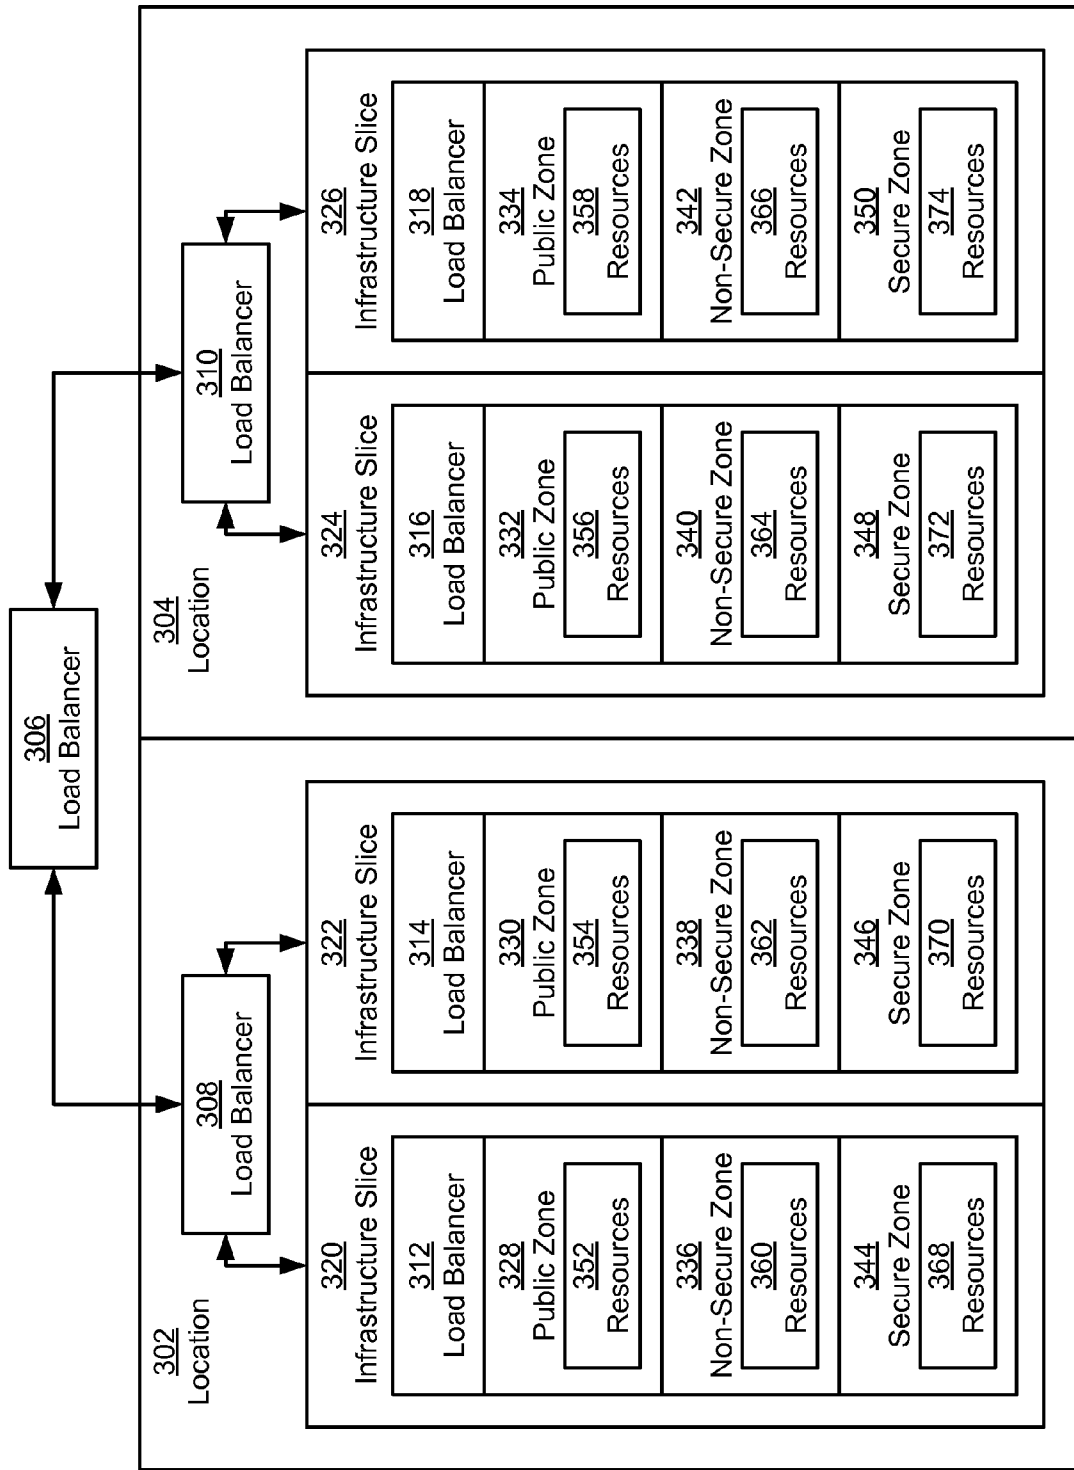 306
Load Balancer
302
Location
308
Load Balancer
320
Infrastructure Slice
312
Load Balancer
328
Public Zone
352
Resources
336
Non-Secure Zone
360
Resources
344
Secure Zone
368
Resources
322
Infrastructure Slice
314
Load Balancer
330
Public Zone
354
Resources
338
Non-Secure Zone
362
Resources
346
Secure Zone
370
Resources
304
Location
310
Load Balancer
324
Infrastructure Slice
316
Load Balancer
332
Public Zone
356
Resources
340
Non-Secure Zone
364
Resources
348
Secure Zone
372
Resources
326
Infrastructure Slice
318
Load Balancer
334
Public Zone
358
Resources
342
Non-Secure Zone
366
Resources
350
Secure Zone
374
Resources